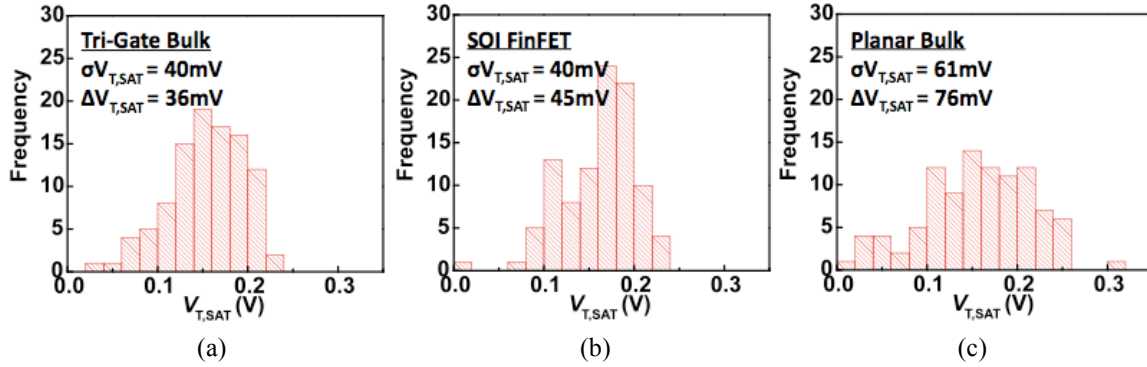 Tri-Gate Bulk
σV_T,SAT = 40mV
ΔV_T,SAT = 36mV
Frequency
30
25
20
15
10
5
0
0.0 0.1 0.2 0.3
V_T,SAT (V)
(a)
SOI FinFET
σV_T,SAT = 40mV
ΔV_T,SAT = 45mV
Frequency
30
25
20
15
10
5
0
0.0 0.1 0.2 0.3
V_T,SAT (V)
(b)
Planar Bulk
σV_T,SAT = 61mV
ΔV_T,SAT = 76mV
Frequency
30
25
20
15
10
5
0
0.0 0.1 0.2 0.3
V_T,SAT (V)
(c)